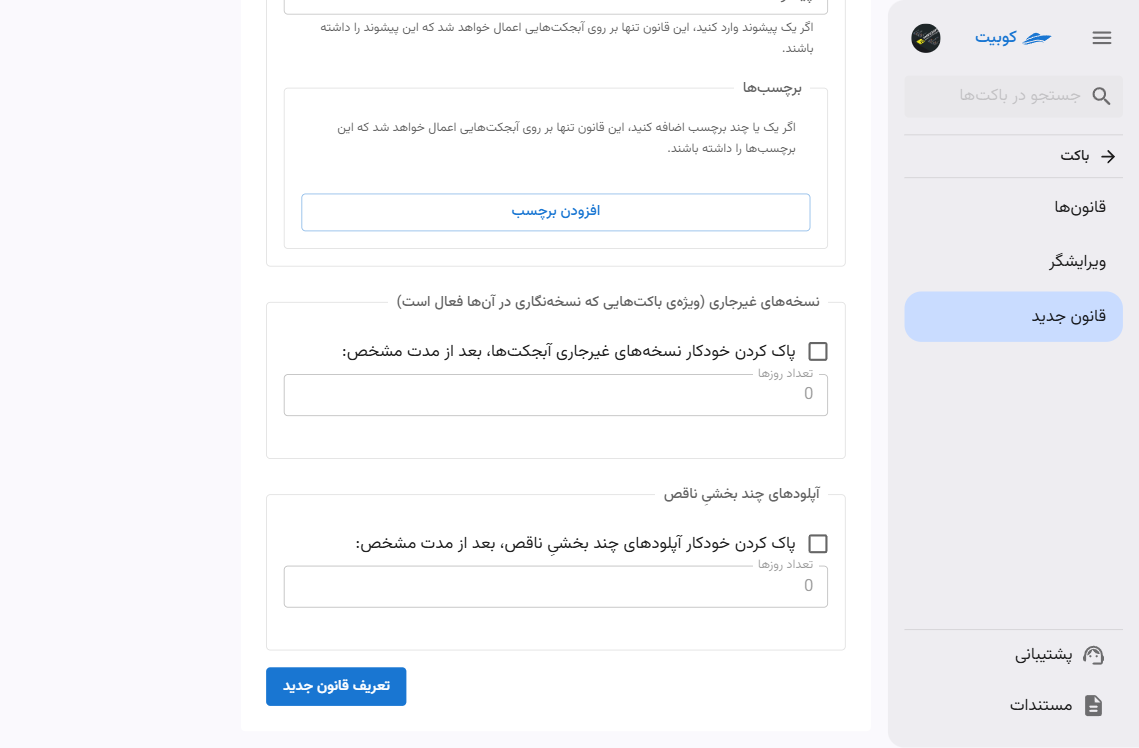 کوبیت
جستجو در باکت‌ها
باکت
قانون‌ها
ویرایشگر
قانون جدید
پشتیبانی
مستندات
اگر یک پیشوند وارد کنید، این قانون تنها بر روی آبجکت‌هایی اعمال خواهد شد که این پیشوند را داشته
باشند.
برچسب‌ها
اگر یک یا چند برچسب اضافه کنید، این قانون تنها بر روی آبجکت‌هایی اعمال خواهد شد که این
برچسب‌ها را داشته باشند.
افزودن برچسب
نسخه‌های غیرجاری (ویژه‌ی باکت‌هایی که نسخه‌نگاری در آن‌ها فعال است)
پاک کردن خودکار نسخه‌های غیرجاری آبجکت‌ها، بعد از مدت مشخص:
تعداد روزها
0
آپلودهای چند بخشیِ ناقص
پاک کردن خودکار آپلودهای چند بخشیِ ناقص، بعد از مدت مشخص:
تعداد روزها
0
تعریف قانون جدید